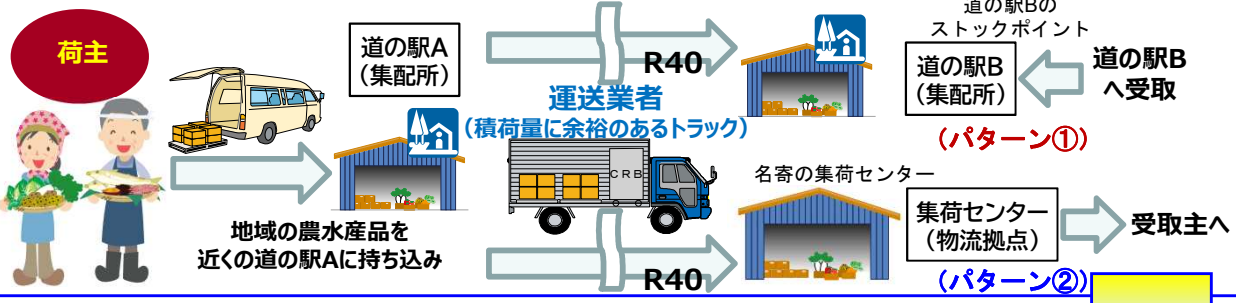 荷主
道の駅A
（集配所）
地域の農水産品を
近くの道の駅Aに持ち込み
R40
運送業者
（積荷量に余裕のあるトラック）
CRB
R40
道の駅Bの
ストックポイント
道の駅B
（集配所）
道の駅B
へ受取
（パターン①）)
名寄の集荷センター
集荷センター
（物流拠点）
受取主へ
（パターン②）)